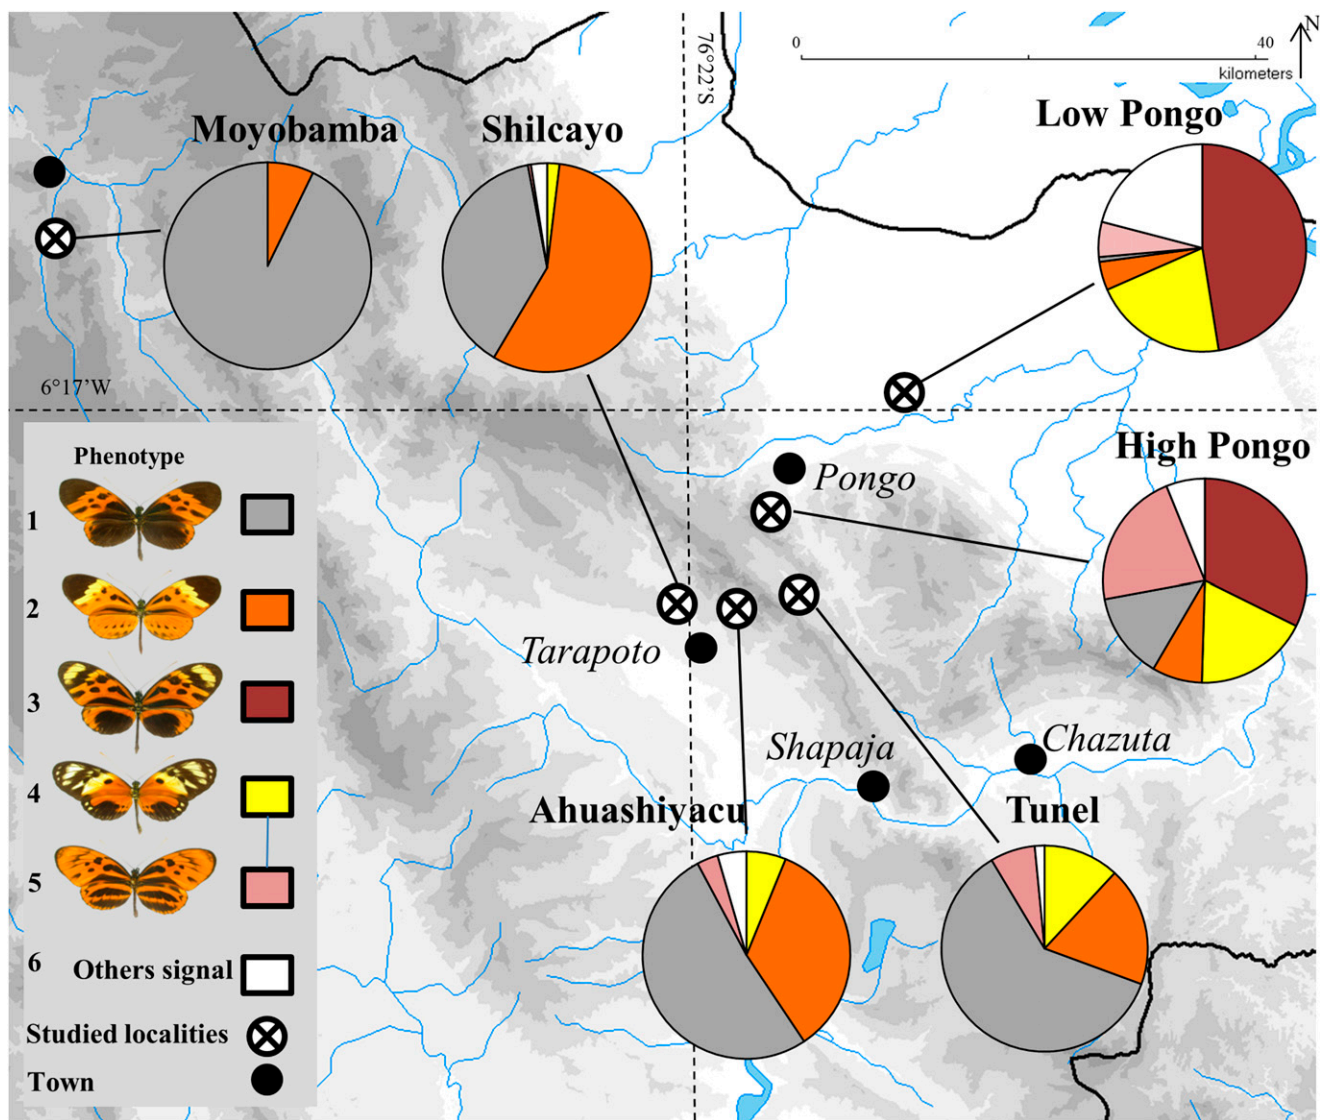 0
40
kilometers
N
76°22'S
Moyobamba
Shilcayo
Low Pongo
6°17'W
High Pongo
Pongo
Tarapoto
Shapaja
Chazuta
Ahuashiyacu
Tunel
Phenotype
1
2
3
4
5
6 Others signal
Studied localities
Town